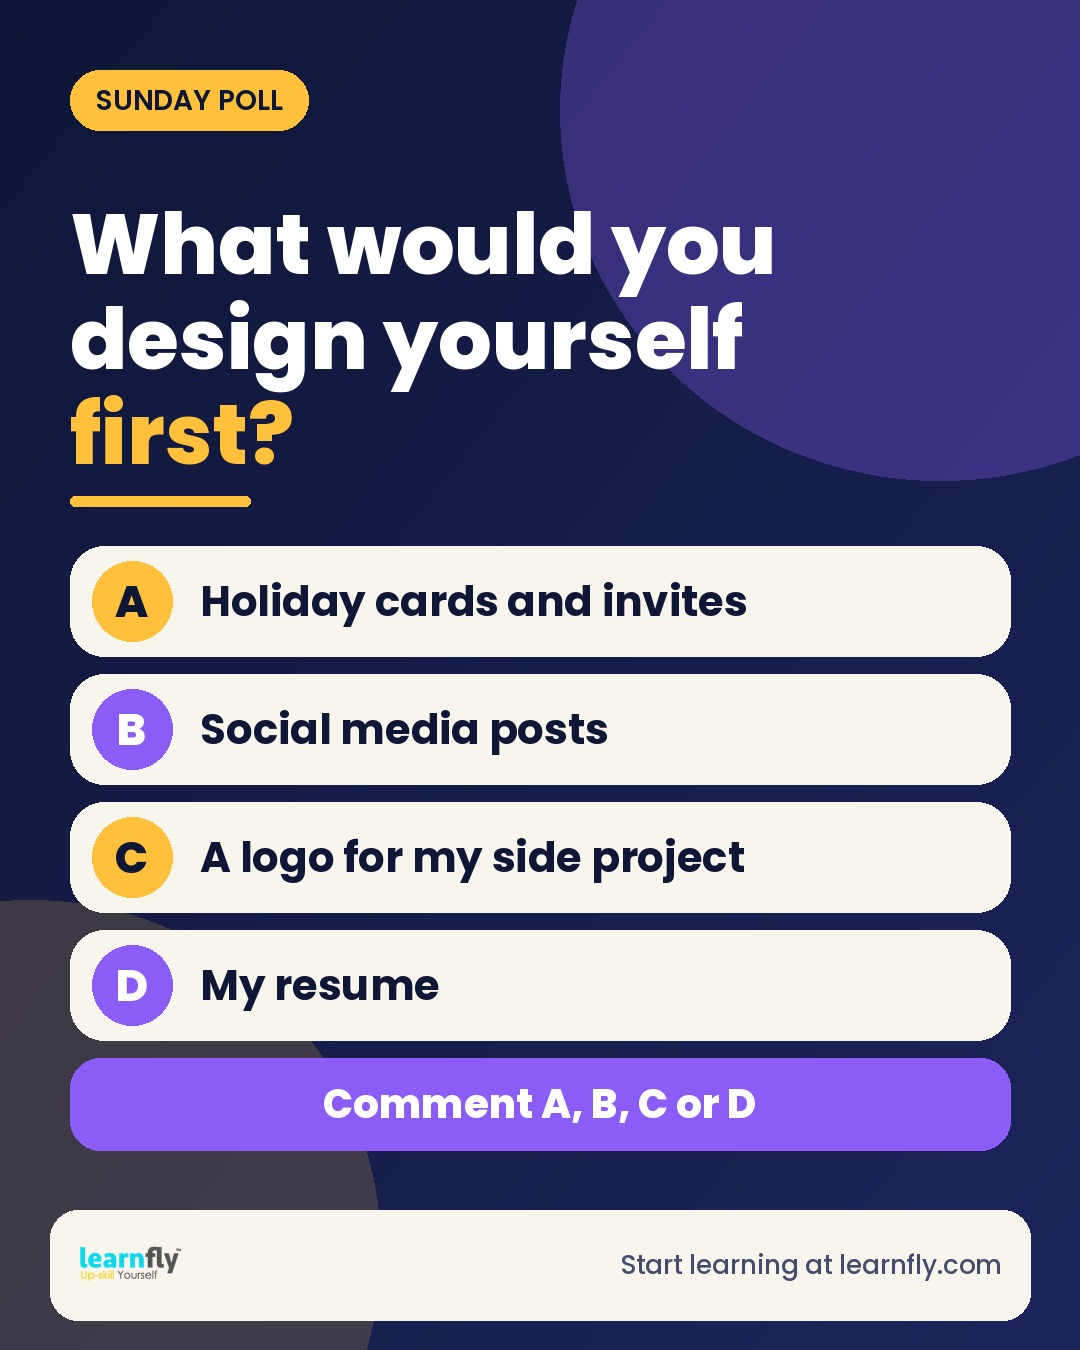 SUNDAY POLL
What would you
design yourself
first?
A Holiday cards and invites
B Social media posts
C A logo for my side project
D My resume
Comment A, B, C or D
learnfly™
Up-skill Yourself
Start learning at learnfly.com